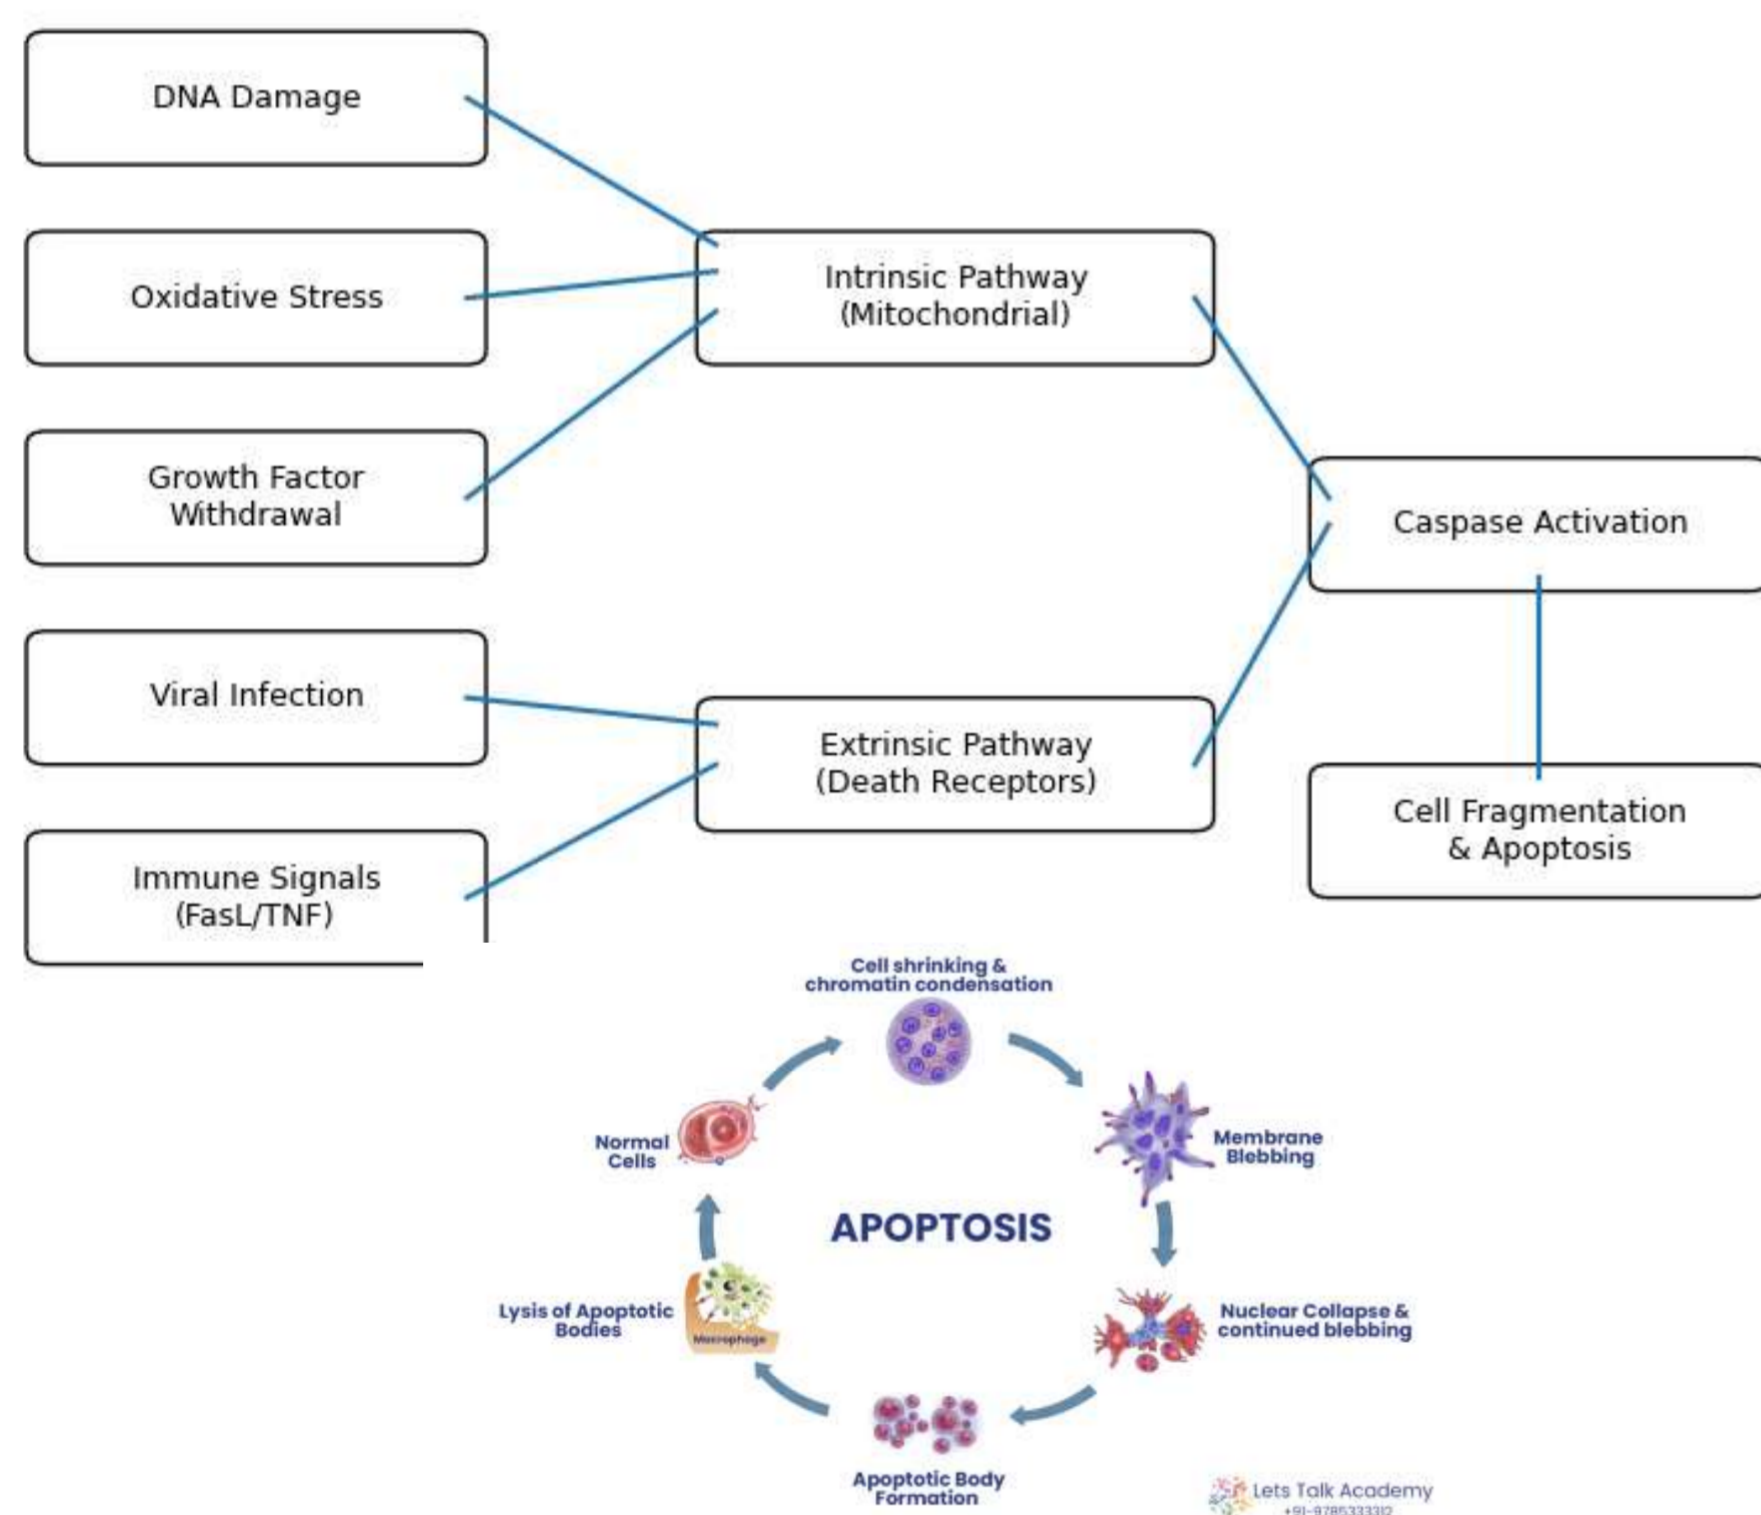 DNA Damage
Oxidative Stress
Growth Factor
Withdrawal
Viral Infection
Immune Signals
(FasL/TNF)
Intrinsic Pathway
(Mitochondrial)
Extrinsic Pathway
(Death Receptors)
Caspase Activation
Cell Fragmentation
& Apoptosis
Cell shrinking &
chromatin condensation
Membrane
Blebbing
Nuclear Collapse &
continued blebbing
Apoptotic Body
Formation
Lysis of Apoptotic
Bodies
Macrophage
Normal
Cells
APOPTOSIS
Lets Talk Academy
+91-9785333312